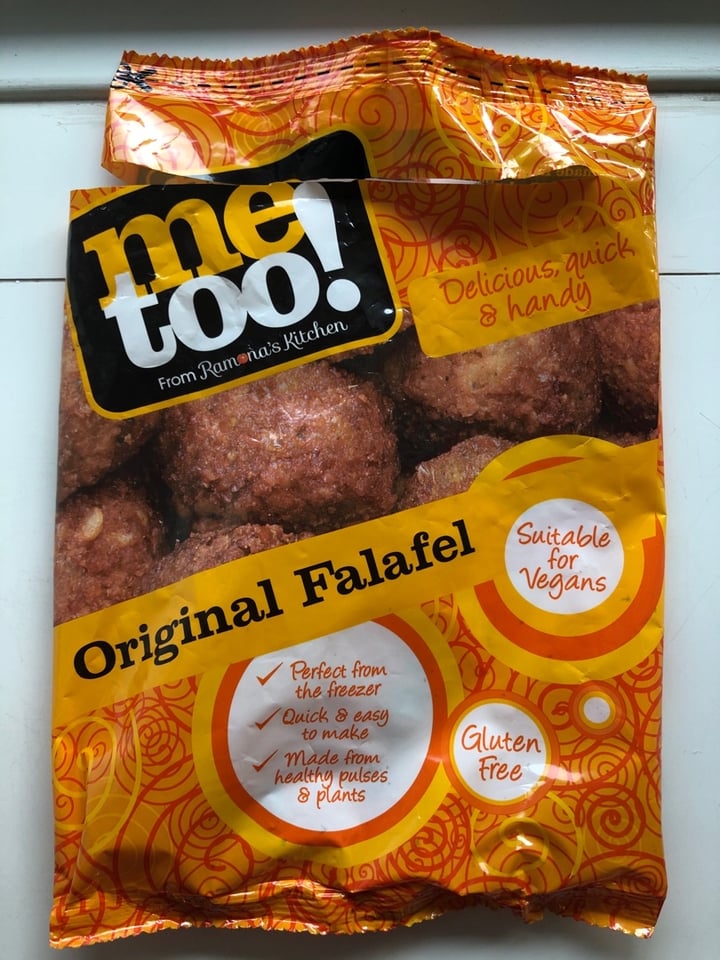 me
too!
From Ramona's Kitchen
Delicious, quick
& handy
Original Falafel
Suitable
for
Vegans
✓ Perfect from
the freezer
✓ Quick & easy
to make
✓ Made from
healthy pulses
& plants
Gluten
Free